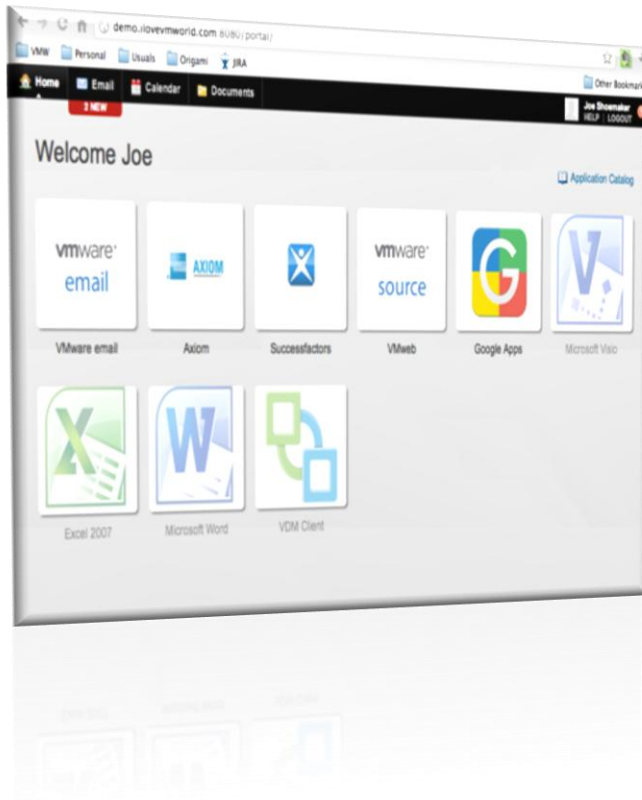 demo.ilovevmworld.com:8080/portal/
VMW Personal Usuals Origami JIRA
Other Bookmark
Home Email Calendar Documents
2 NEW
Joe Shoemaker
HELP | LOGOUT
Welcome Joe
Application Catalog
vmware
email
VMware email
AXIOM
Axiom
Successfactors
vmware
source
VMweb
G
Google Apps
V
Microsoft Visio
X
Excel 2007
W
Microsoft Word
VDM Client